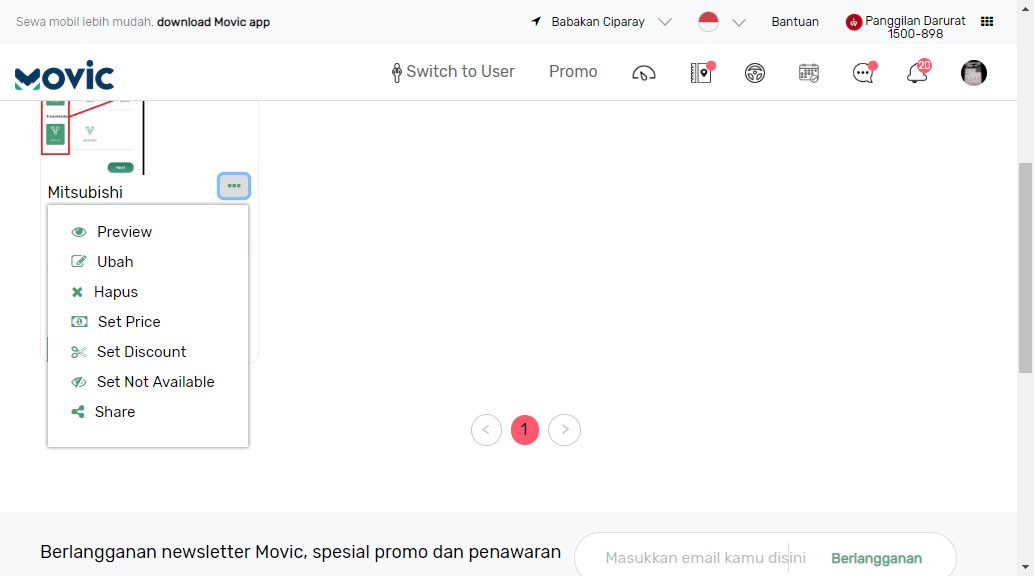 Sewa mobil lebih mudah, download Movic app
Babakan Ciparay
Bantuan
Panggilan Darurat
1500-898
MOVIC
Switch to User
Promo
20
Mitsubishi
Preview
Ubah
Hapus
Set Price
Set Discount
Set Not Available
Share
< 1 >
Berlangganan newsletter Movic, spesial promo dan penawaran
Masukkan email kamu disini
Berlangganan